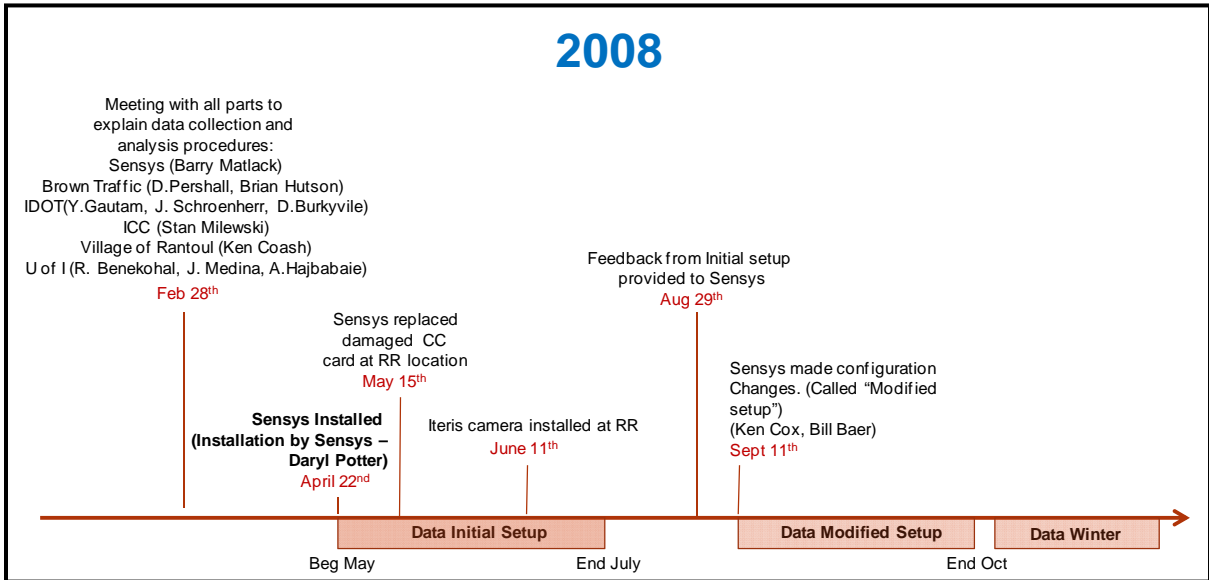 2008
Meeting with all parts to
explain data collection and
analysis procedures:
Sensys (Barry Matlack)
Brown Traffic (D.Pershall, Brian Hutson)
IDOT(Y.Gautam, J. Schroenherr, D.Burkyvile)
ICC (Stan Milewski)
Village of Rantoul (Ken Coash)
U of I (R. Benekohal, J. Medina, A.Hajbabaie)
Feb 28th
Sensys Installed
(Installation by Sensys –
Daryl Potter)
April 22nd
Sensys replaced
damaged CC
card at RR location
May 15th
Iteris camera installed at RR
June 11th
Feedback from Initial setup
provided to Sensys
Aug 29th
Sensys made configuration
Changes. (Called “Modified
setup”)
(Ken Cox, Bill Baer)
Sept 11th
Data Initial Setup
Data Modified Setup
Data Winter
Beg May
End July
End Oct